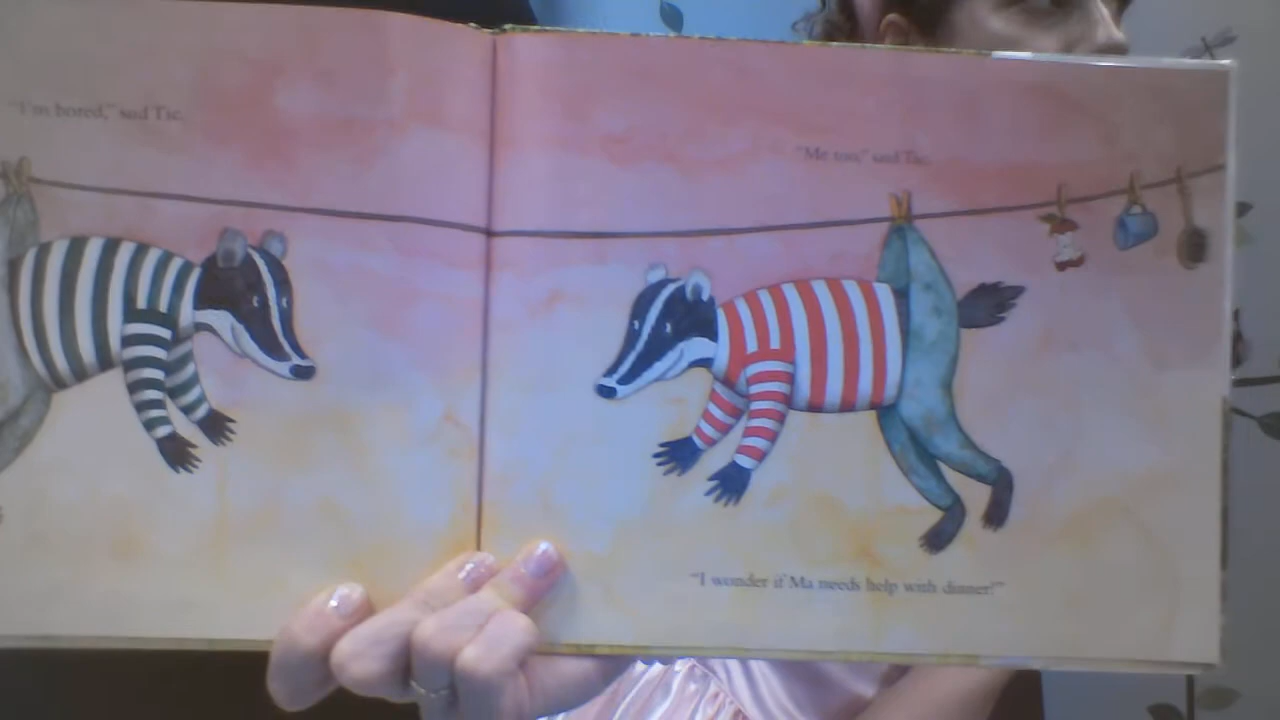 "I'm bored," said Tic.
"Me too," said Tac.
"I wonder if Ma needs help with dinner!"